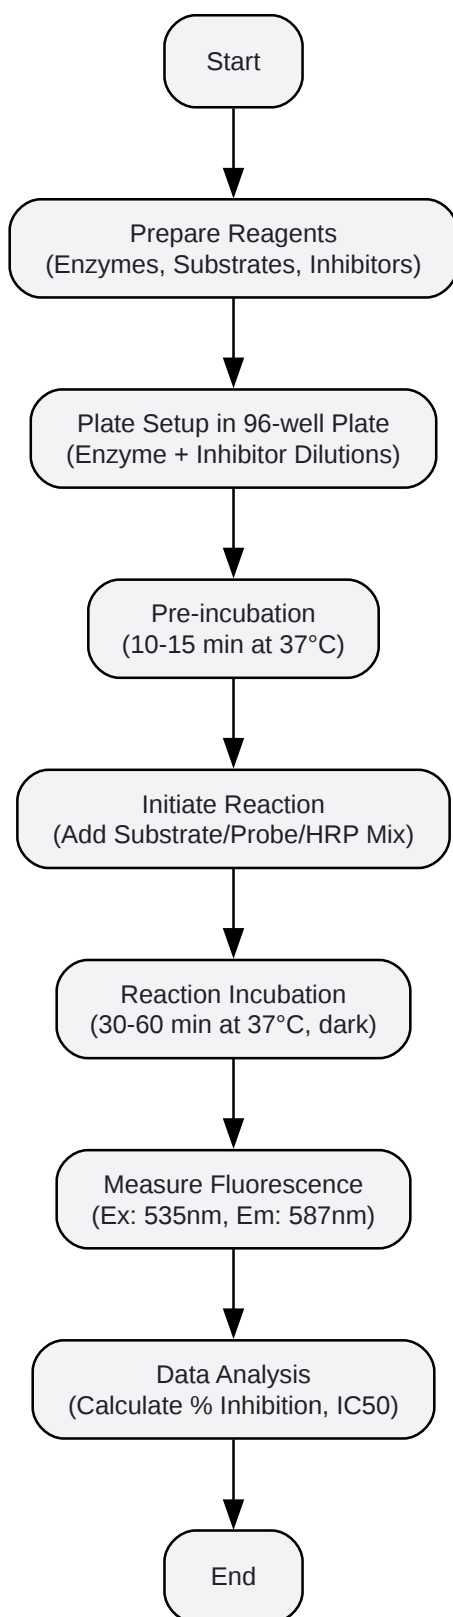 Start
Prepare Reagents
(Enzymes, Substrates, Inhibitors)
Plate Setup in 96-well Plate
(Enzyme + Inhibitor Dilutions)
Pre-incubation
(10-15 min at 37°C)
Initiate Reaction
(Add Substrate/Probe/HRP Mix)
Reaction Incubation
(30-60 min at 37°C, dark)
Measure Fluorescence
(Ex: 535nm, Em: 587nm)
Data Analysis
(Calculate % Inhibition, IC50)
End